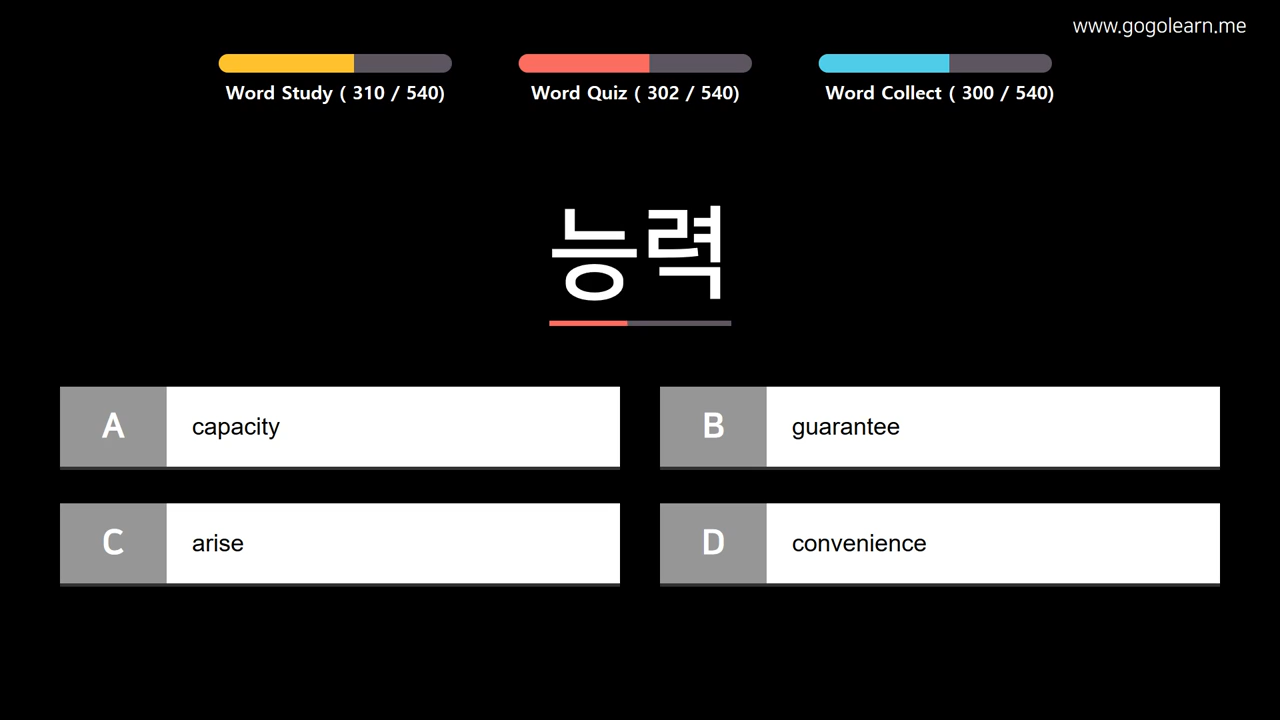 www.gogolearn.me
Word Study ( 310 / 540)
Word Quiz ( 302 / 540)
Word Collect ( 300 / 540)
능력
A capacity
B guarantee
C arise
D convenience